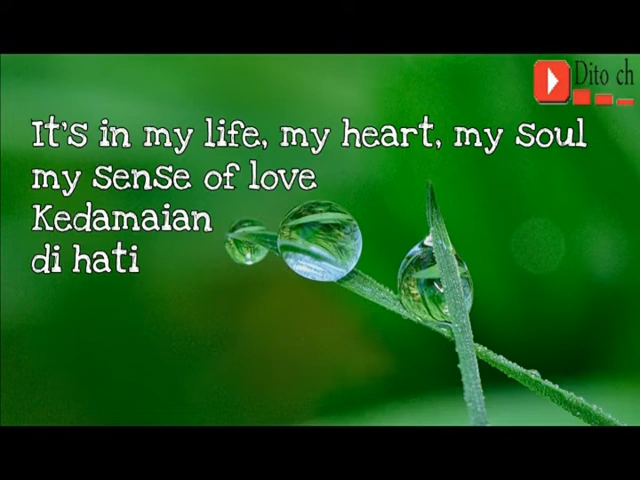 Dito ch
It's in my life, my heart, my soul
my sense of love
Kedamaian
di hati